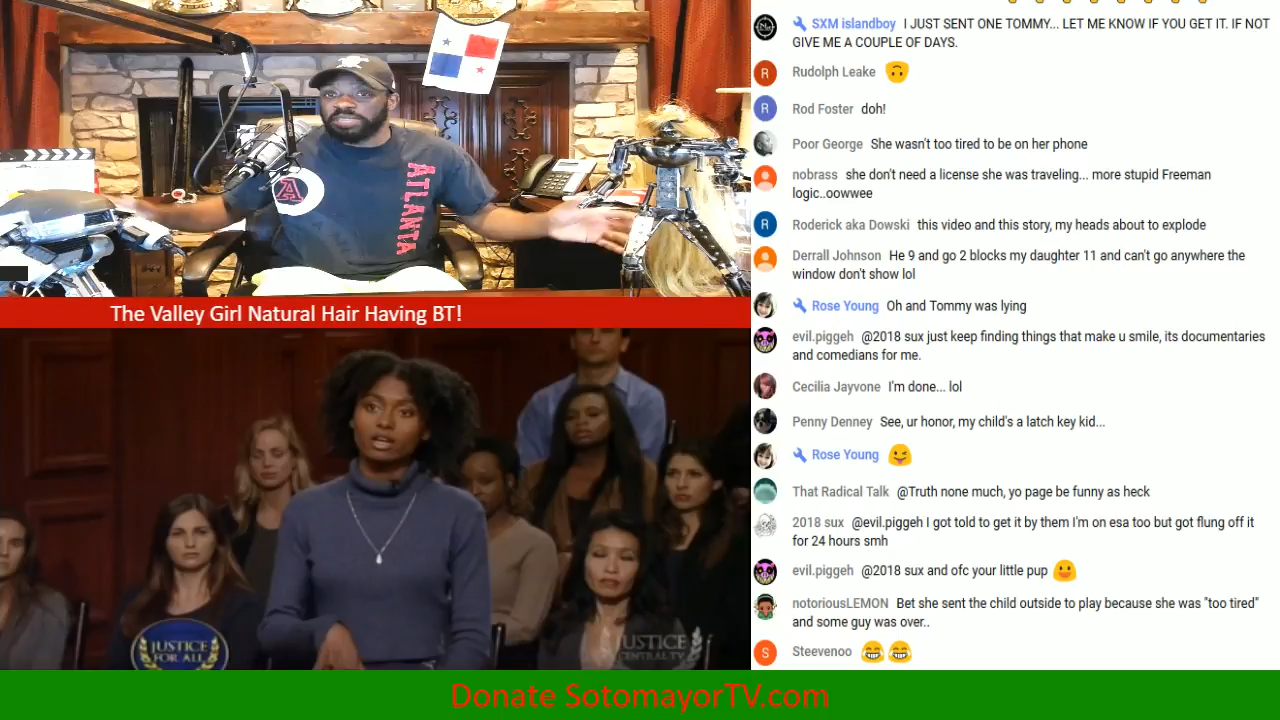 ATLANTA
A
The Valley Girl Natural Hair Having BT!
JUSTICE
FOR ALL
JUSTICE
CENTRAL.TV
SXM islandboy I JUST SENT ONE TOMMY... LET ME KNOW IF YOU GET IT. IF NOT
GIVE ME A COUPLE OF DAYS.
R
Rudolph Leake 🙃
R
Rod Foster doh!
Poor George She wasn't too tired to be on her phone
nobrass she don't need a license she was traveling... more stupid Freeman
logic..oowwee
R
Roderick aka Dowski this video and this story, my heads about to explode
Derrall Johnson He 9 and go 2 blocks my daughter 11 and can't go anywhere the
window don't show lol
Rose Young Oh and Tommy was lying
evil.piggeh @2018 sux just keep finding things that make u smile, its documentaries
and comedians for me.
Cecilia Jayvone I'm done... lol
Penny Denney See, ur honor, my child's a latch key kid...
Rose Young 😜
That Radical Talk @Truth none much, yo page be funny as heck
2018 sux @evil.piggeh I got told to get it by them I'm on esa too but got flung off it
for 24 hours smh
evil.piggeh @2018 sux and ofc your little pup 😛
notoriousLEMON Bet she sent the child outside to play because she was "too tired"
and some guy was over..
S
Steevenoo 😂😂
Donate SotomayorTV.com